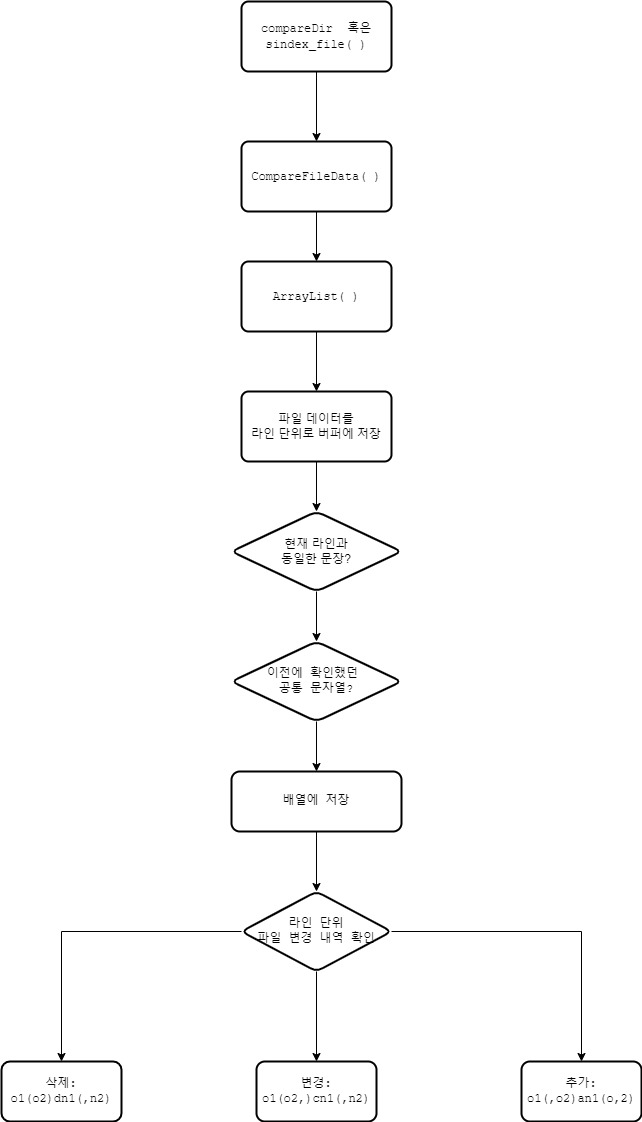 compareDir 혹은
sindex_file( )
CompareFileData( )
ArrayList( )
파일 데이터를
라인 단위로 버퍼에 저장
현재 라인과
동일한 문장?
이전에 확인했던
공통 문자열?
배열에 저장
라인 단위
파일 변경 내역 확인
삭제:
o1(o2)dn1(,n2)
변경:
o1(o2,)cn1(,n2)
추가:
o1(,o2)an1(o,2)